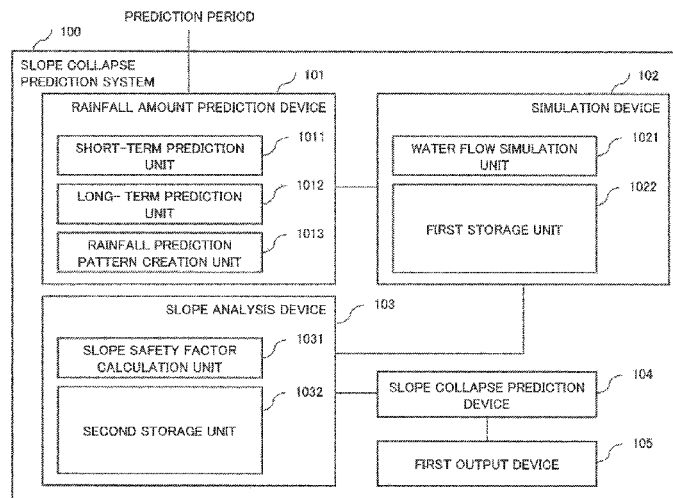 PREDICTION PERIOD
100
SLOPE COLLAPSE
PREDICTION SYSTEM
101
RAINFALL AMOUNT PREDICTION DEVICE
SHORT-TERM PREDICTION
UNIT
1011
LONG- TERM PREDICTION
UNIT
1012
RAINFALL PREDICTION
PATTERN CREATION UNIT
1013
102
SIMULATION DEVICE
WATER FLOW SIMULATION
UNIT
1021
1022
FIRST STORAGE UNIT
SLOPE ANALYSIS DEVICE
103
SLOPE SAFETY FACTOR
CALCULATION UNIT
1031
1032
SECOND STORAGE UNIT
SLOPE COLLAPSE PREDICTION
DEVICE
104
FIRST OUTPUT DEVICE
105